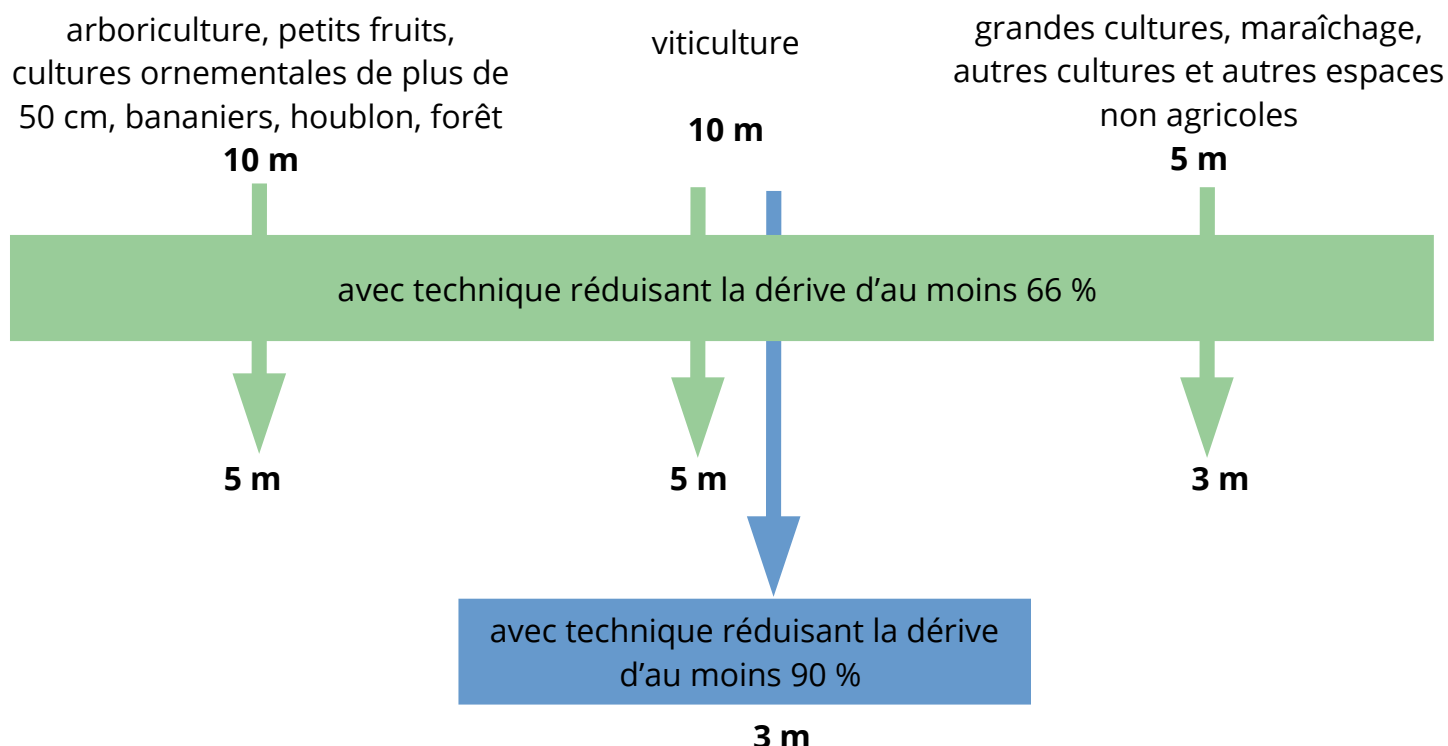 arboriculture, petits fruits,
cultures ornementales de plus de
50 cm, bananiers, houblon, forêt
10 m
viticulture
10 m
grandes cultures, maraîchage,
autres cultures et autres espaces
non agricoles
5 m
avec technique réduisant la dérive d’au moins 66 %
5 m
5 m
3 m
avec technique réduisant la dérive
d’au moins 90 %
3 m